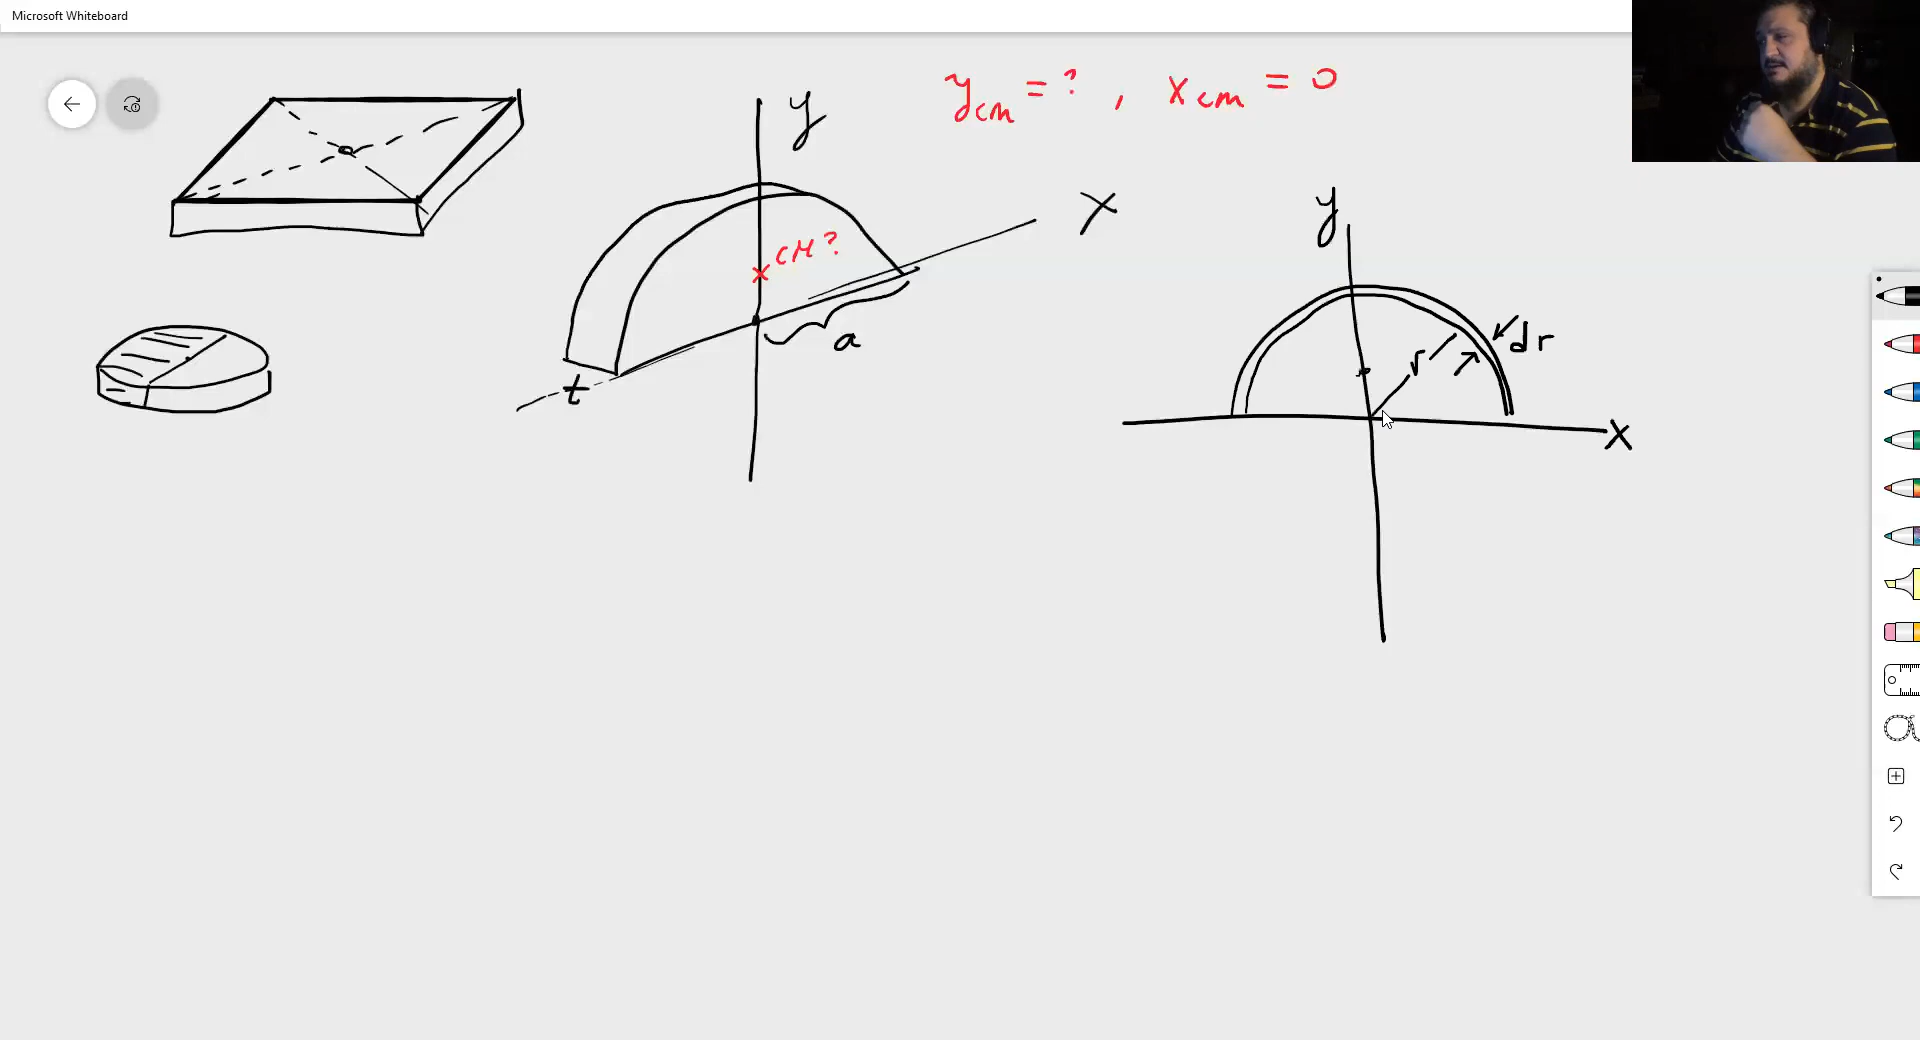 Microsoft Whiteboard
y_cm = ? , x_cm = 0
y
x
CM?
a
t
y
dr
r
x